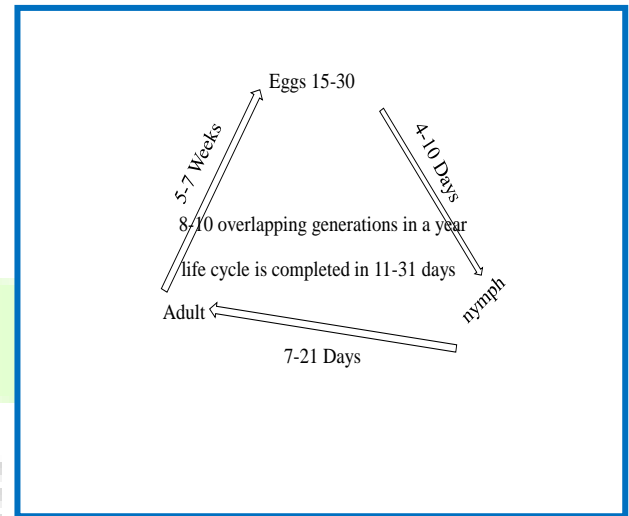 Eggs 15-30
5-7 Weeks
4-10 Days
8-10 overlapping generations in a year
life cycle is completed in 11-31 days
nymph
Adult
7-21 Days